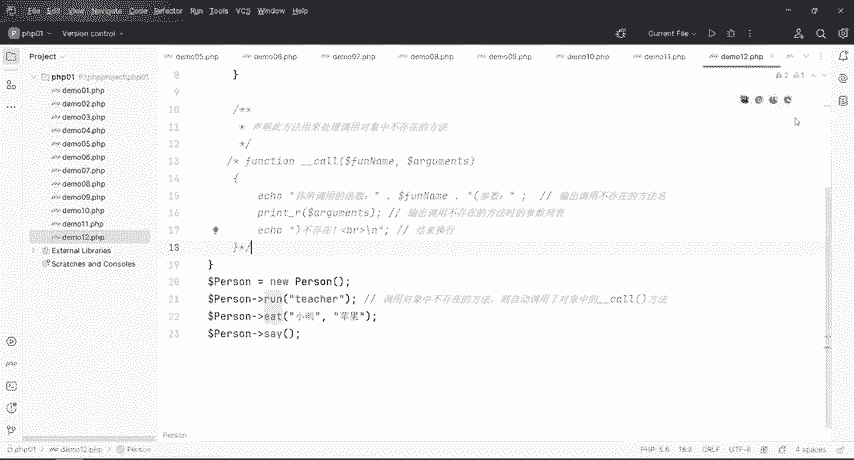 File Edit View Navigate Code Refactor Run Tools VCS Window Help
php01 Version control Current File
Project demo05.php demo06.php demo07.php demo08.php demo09.php demo10.php demo11.php demo12.php
php01 F:\phpproject\php01
demo01.php
demo02.php
demo03.php
demo04.php
demo05.php
demo06.php
demo07.php
demo08.php
demo09.php
demo10.php
demo11.php
demo12.php
External Libraries
Scratches and Consoles
2 1
8 }
9
10 /**
11 * 声明此方法用来处理调用对象中不存在的方法
12 */
13 /* function __call($funName, $arguments)
14 {
15 echo "你所调用的函数：" . $funName . "(参数：" ; // 输出调用不存在的方法名
16 print_r($arguments); // 输出调用不存在的方法时的参数列表
17 echo ")不存在！<br>\n"; // 结束换行
18 }*/
19 }
20 $Person = new Person();
21 $Person->run("teacher"); // 调用对象中不存在的方法，则自动调用了对象中的__call()方法
22 $Person->eat("小明", "苹果");
23 $Person->say();
Person
php01 demo12.php Person PHP: 5.6 18:8 CRLF UTF-8 4 spaces